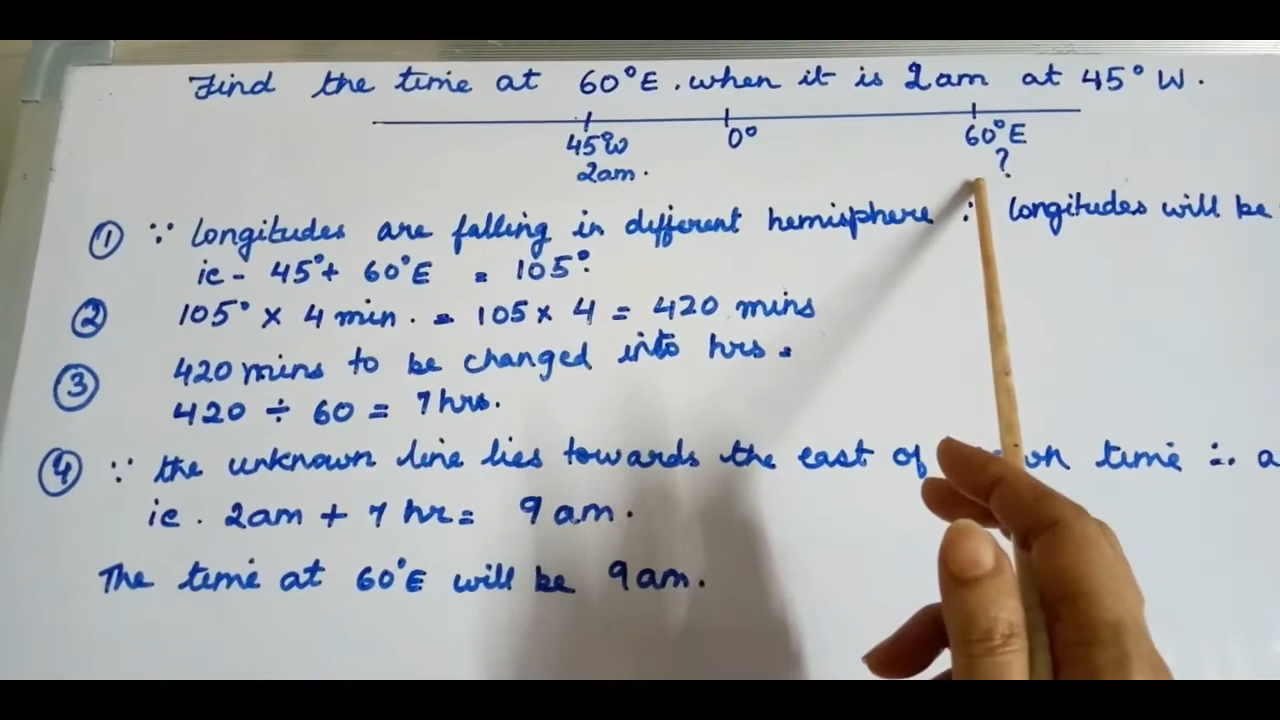 Find the time at 60°E. when it is 2am at 45° W.
45°W 0° 60°E
2am. ?
① ∵ longitudes are falling in different hemisphere ∴ longitudes will be
ie - 45°+ 60°E = 105°.
② 105° × 4 min. = 105 × 4 = 420 mins
③ 420 mins to be changed into hrs.
420 ÷ 60 = 7 hrs.
④ ∵ the unknown line lies towards the east of time ∴ a
ie. 2am + 7 hr = 9 am.
The time at 60°E will be 9am.